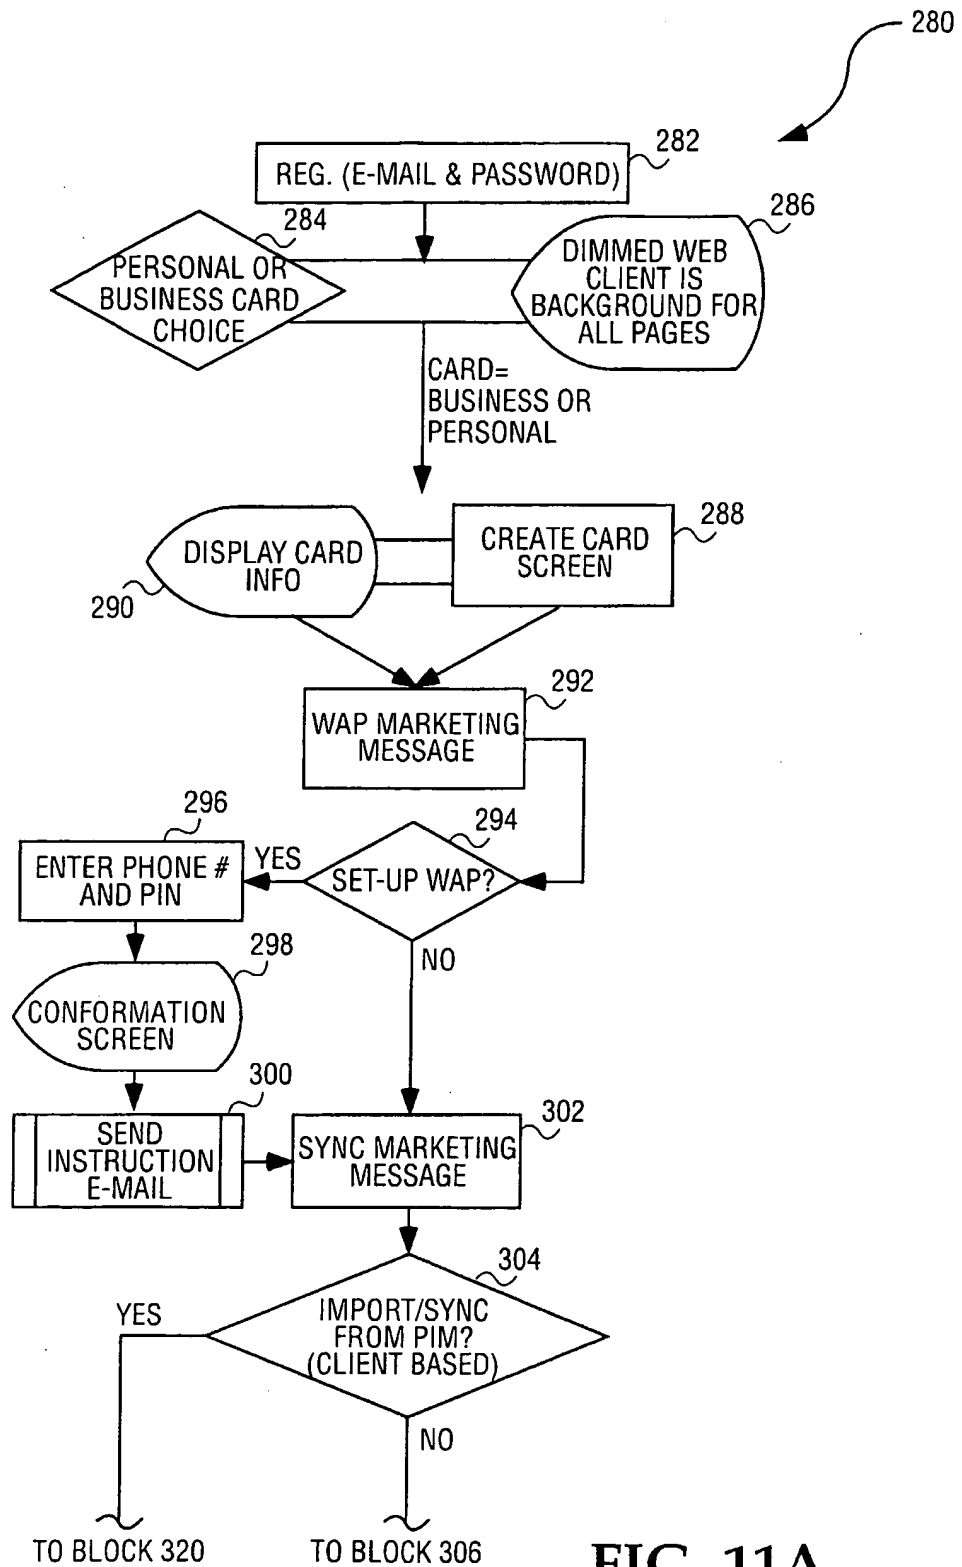 280
282
REG. (E-MAIL & PASSWORD)
284
286
PERSONAL OR
BUSINESS CARD
CHOICE
DIMMED WEB
CLIENT IS
BACKGROUND FOR
ALL PAGES
CARD=
BUSINESS OR
PERSONAL
288
DISPLAY CARD
INFO
290
CREATE CARD
SCREEN
292
WAP MARKETING
MESSAGE
294
296
SET-UP WAP?
YES
ENTER PHONE #
AND PIN
NO
298
CONFORMATION
SCREEN
300
SEND
INSTRUCTION
E-MAIL
302
SYNC MARKETING
MESSAGE
304
IMPORT/SYNC
FROM PIM?
(CLIENT BASED)
YES
NO
TO BLOCK 320
TO BLOCK 306
FIG. 11A